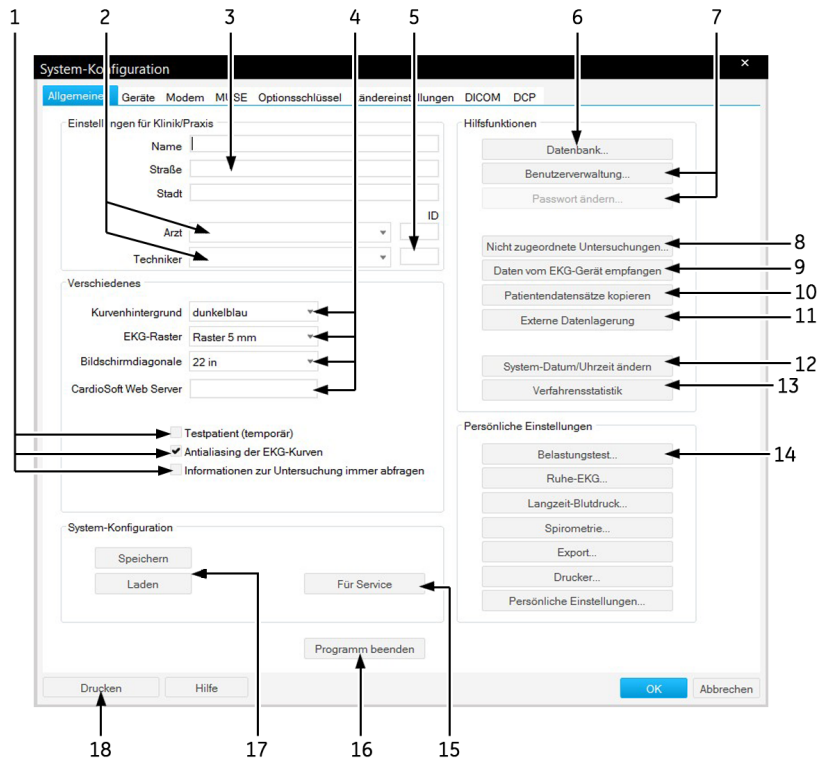 1 2 3 4 5 6 7
System-Konfiguration
×
Allgemeines Geräte Modem MUSE Optionsschlüssel Ländereinstellungen DICOM DCP
Einstellungen für Klinik/Praxis
Name
Straße
Stadt
ID
Arzt
Techniker
Verschiedenes
Kurvenhintergrund dunkelblau
EKG-Raster Raster 5 mm
Bildschirmdiagonale 22 in
CardioSoft Web Server
Testpatient (temporär)
Antialiasing der EKG-Kurven
Informationen zur Untersuchung immer abfragen
System-Konfiguration
Speichern
Laden
Für Service
Programm beenden
Hilfsfunktionen
Datenbank...
Benutzerverwaltung...
Passwort ändern...
Nicht zugeordnete Untersuchungen... 8
Daten vom EKG-Gerät empfangen 9
Patientendatensätze kopieren 10
Externe Datenlagerung 11
System-Datum/Uhrzeit ändern 12
Verfahrensstatistik 13
Persönliche Einstellungen
Belastungstest... 14
Ruhe-EKG...
Langzeit-Blutdruck...
Spirometrie...
Export...
Drucker...
Persönliche Einstellungen...
Drucken Hilfe OK Abbrechen
18 17 16 15